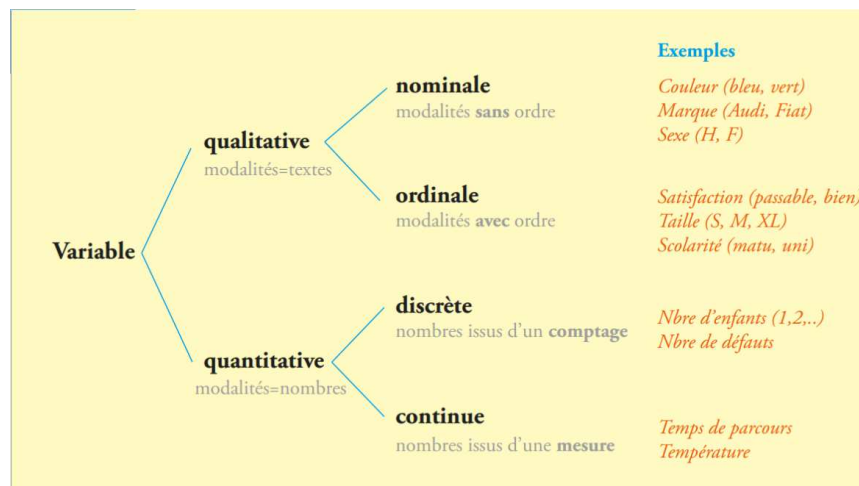 Exemples
nominale
modalités sans ordre
Couleur (bleu, vert)
Marque (Audi, Fiat)
Sexe (H, F)
qualitative
modalités=textes
ordinale
modalités avec ordre
Satisfaction (passable, bien)
Taille (S, M, XL)
Scolarité (matu, uni)
Variable
discrète
nombres issus d'un comptage
Nbre d'enfants (1,2,..)
Nbre de défauts
quantitative
modalités=nombres
continue
nombres issus d'une mesure
Temps de parcours
Température